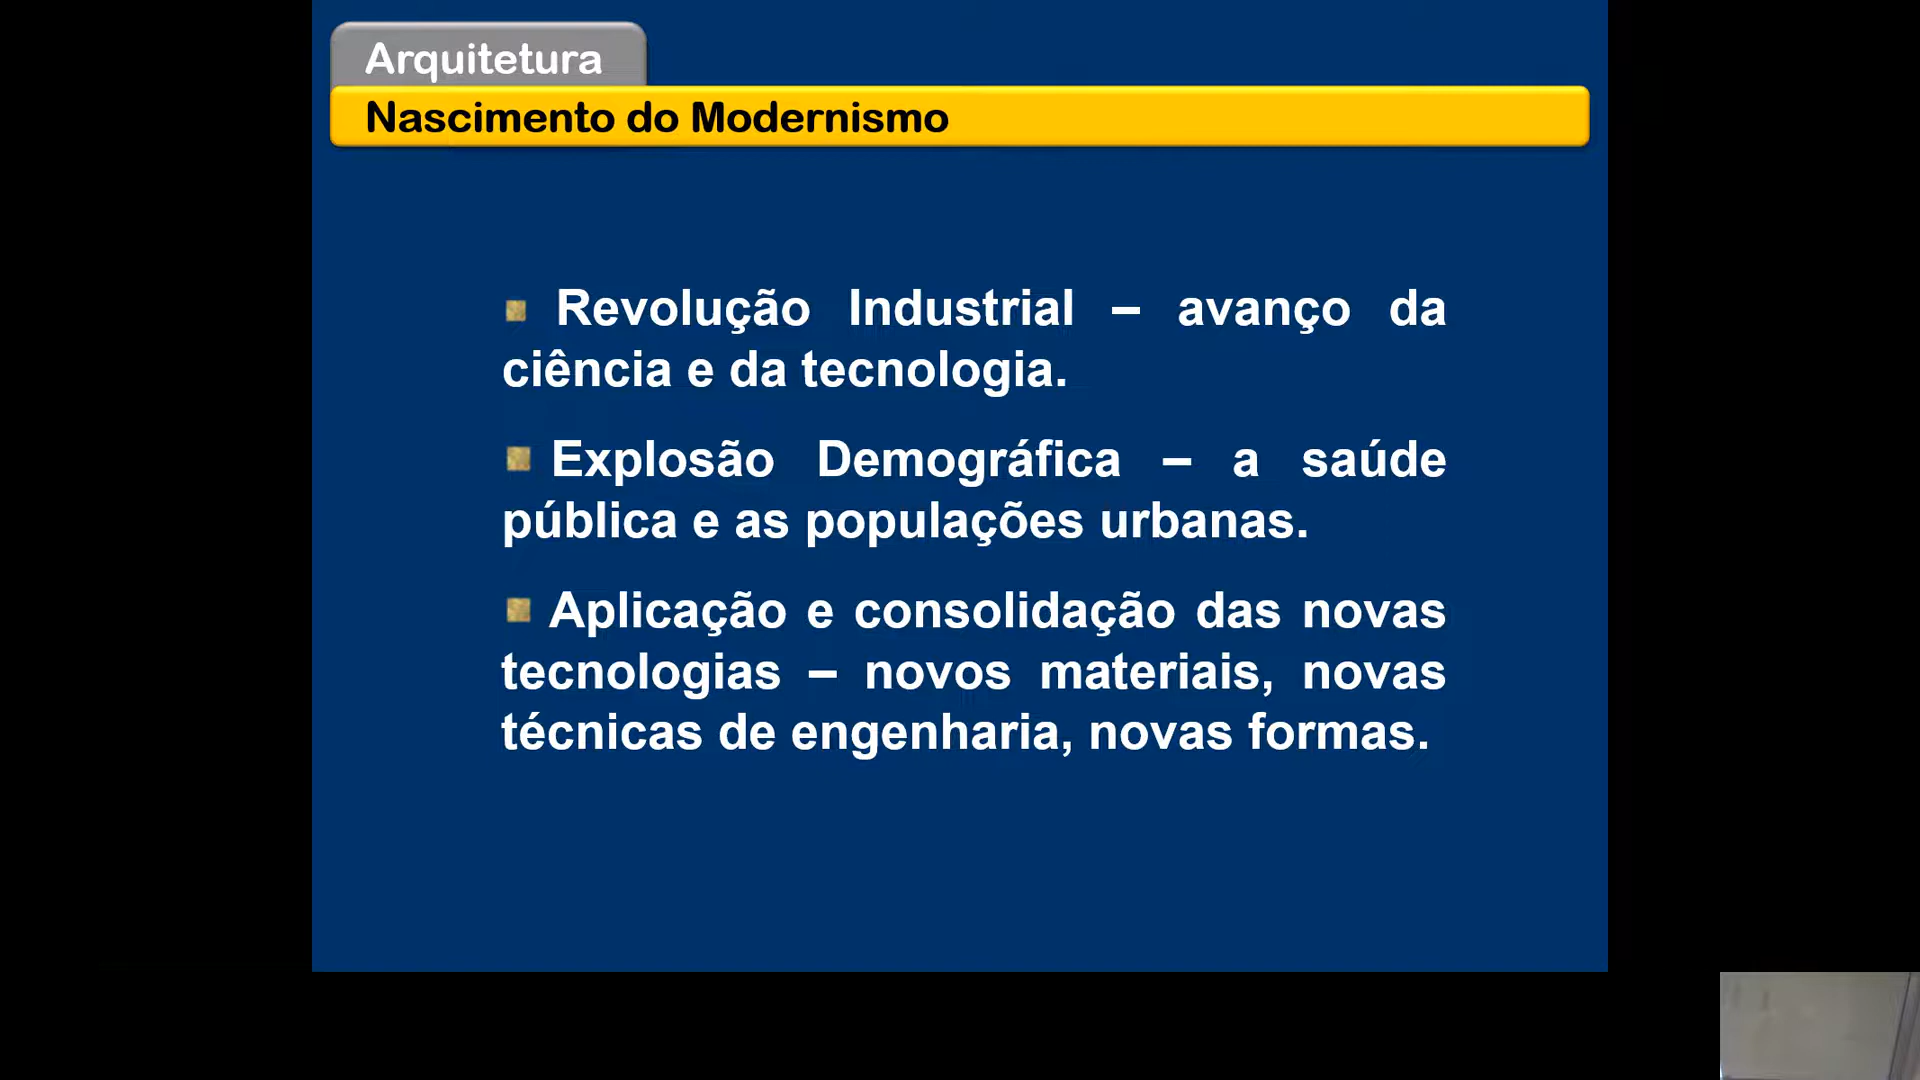 Arquitetura
Nascimento do Modernismo
Revolução Industrial – avanço da
ciência e da tecnologia.
Explosão Demográfica – a saúde
pública e as populações urbanas.
Aplicação e consolidação das novas
tecnologias – novos materiais, novas
técnicas de engenharia, novas formas.